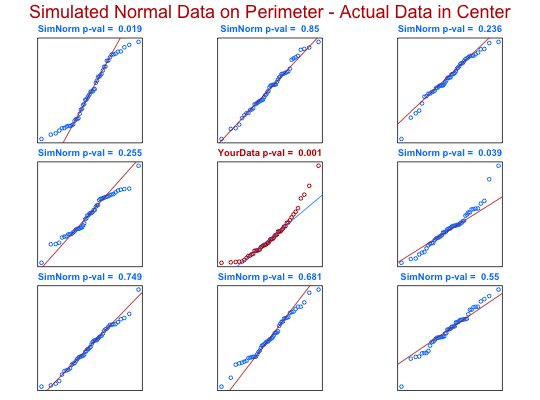 Simulated Normal Data on Perimeter - Actual Data in Center
SimNorm p-val =  0.019
SimNorm p-val =  0.85
SimNorm p-val =  0.236
SimNorm p-val =  0.255
YourData p-val =  0.001
SimNorm p-val =  0.039
SimNorm p-val =  0.749
SimNorm p-val =  0.681
SimNorm p-val =  0.55